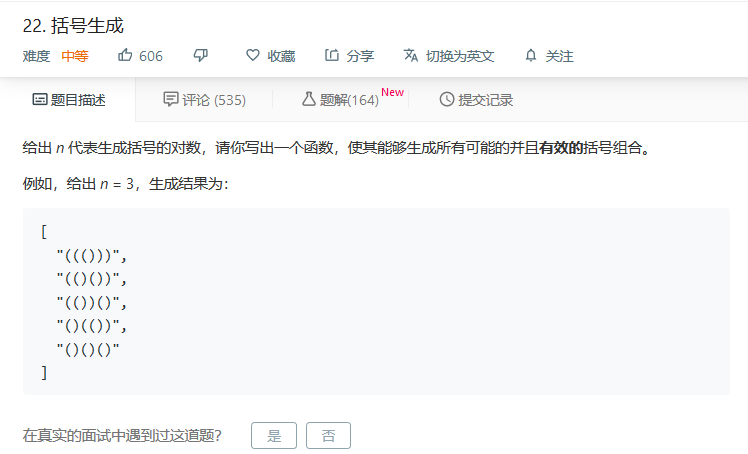 22. 括号生成
难度 中等 606 收藏 分享 切换为英文 关注
题目描述 评论 (535) 题解(164) New 提交记录
给出 n 代表生成括号的对数，请你写出一个函数，使其能够生成所有可能的并且有效的括号组合。
例如，给出 n = 3，生成结果为：
[
"((()))",
"(()())",
"(())()",
"()(())",
"()()()"
]
在真实的面试中遇到过这道题？ 是 否